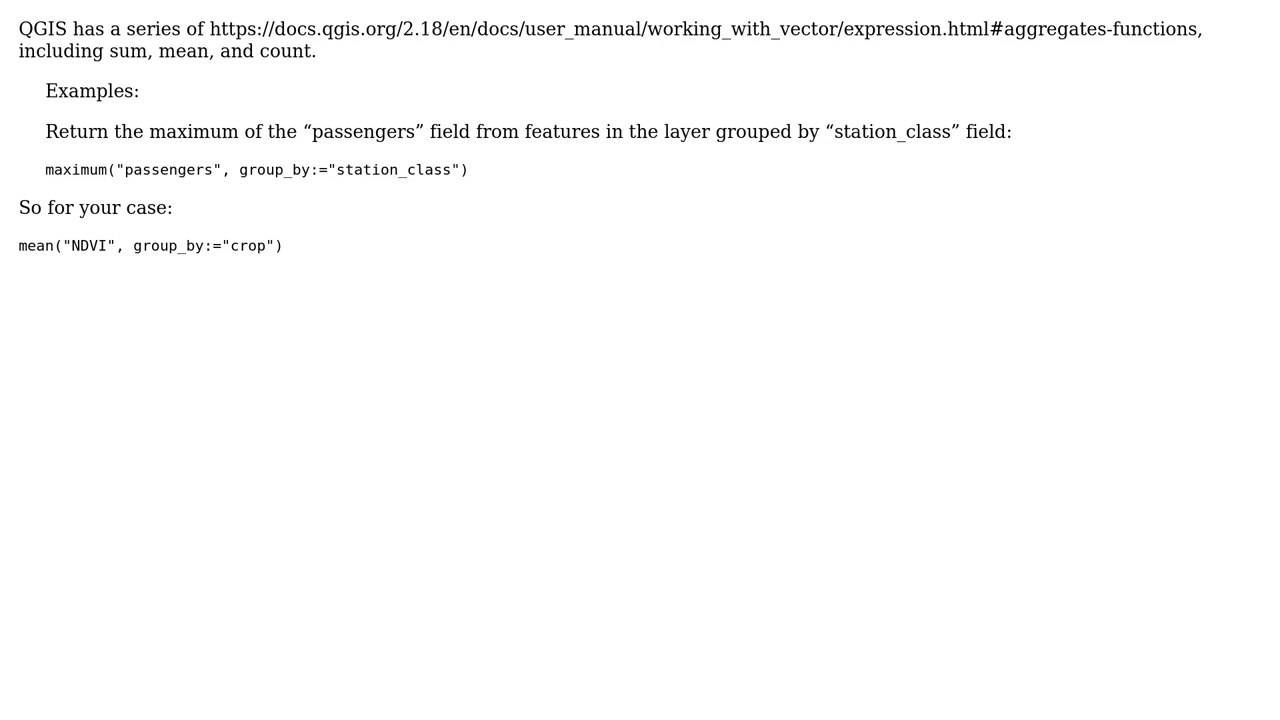 QGIS has a series of https://docs.qgis.org/2.18/en/docs/user_manual/working_with_vector/expression.html#aggregates-functions,
including sum, mean, and count.
Examples:
Return the maximum of the “passengers” field from features in the layer grouped by “station_class” field:
maximum("passengers", group_by:="station_class")
So for your case:
mean("NDVI", group_by:="crop")